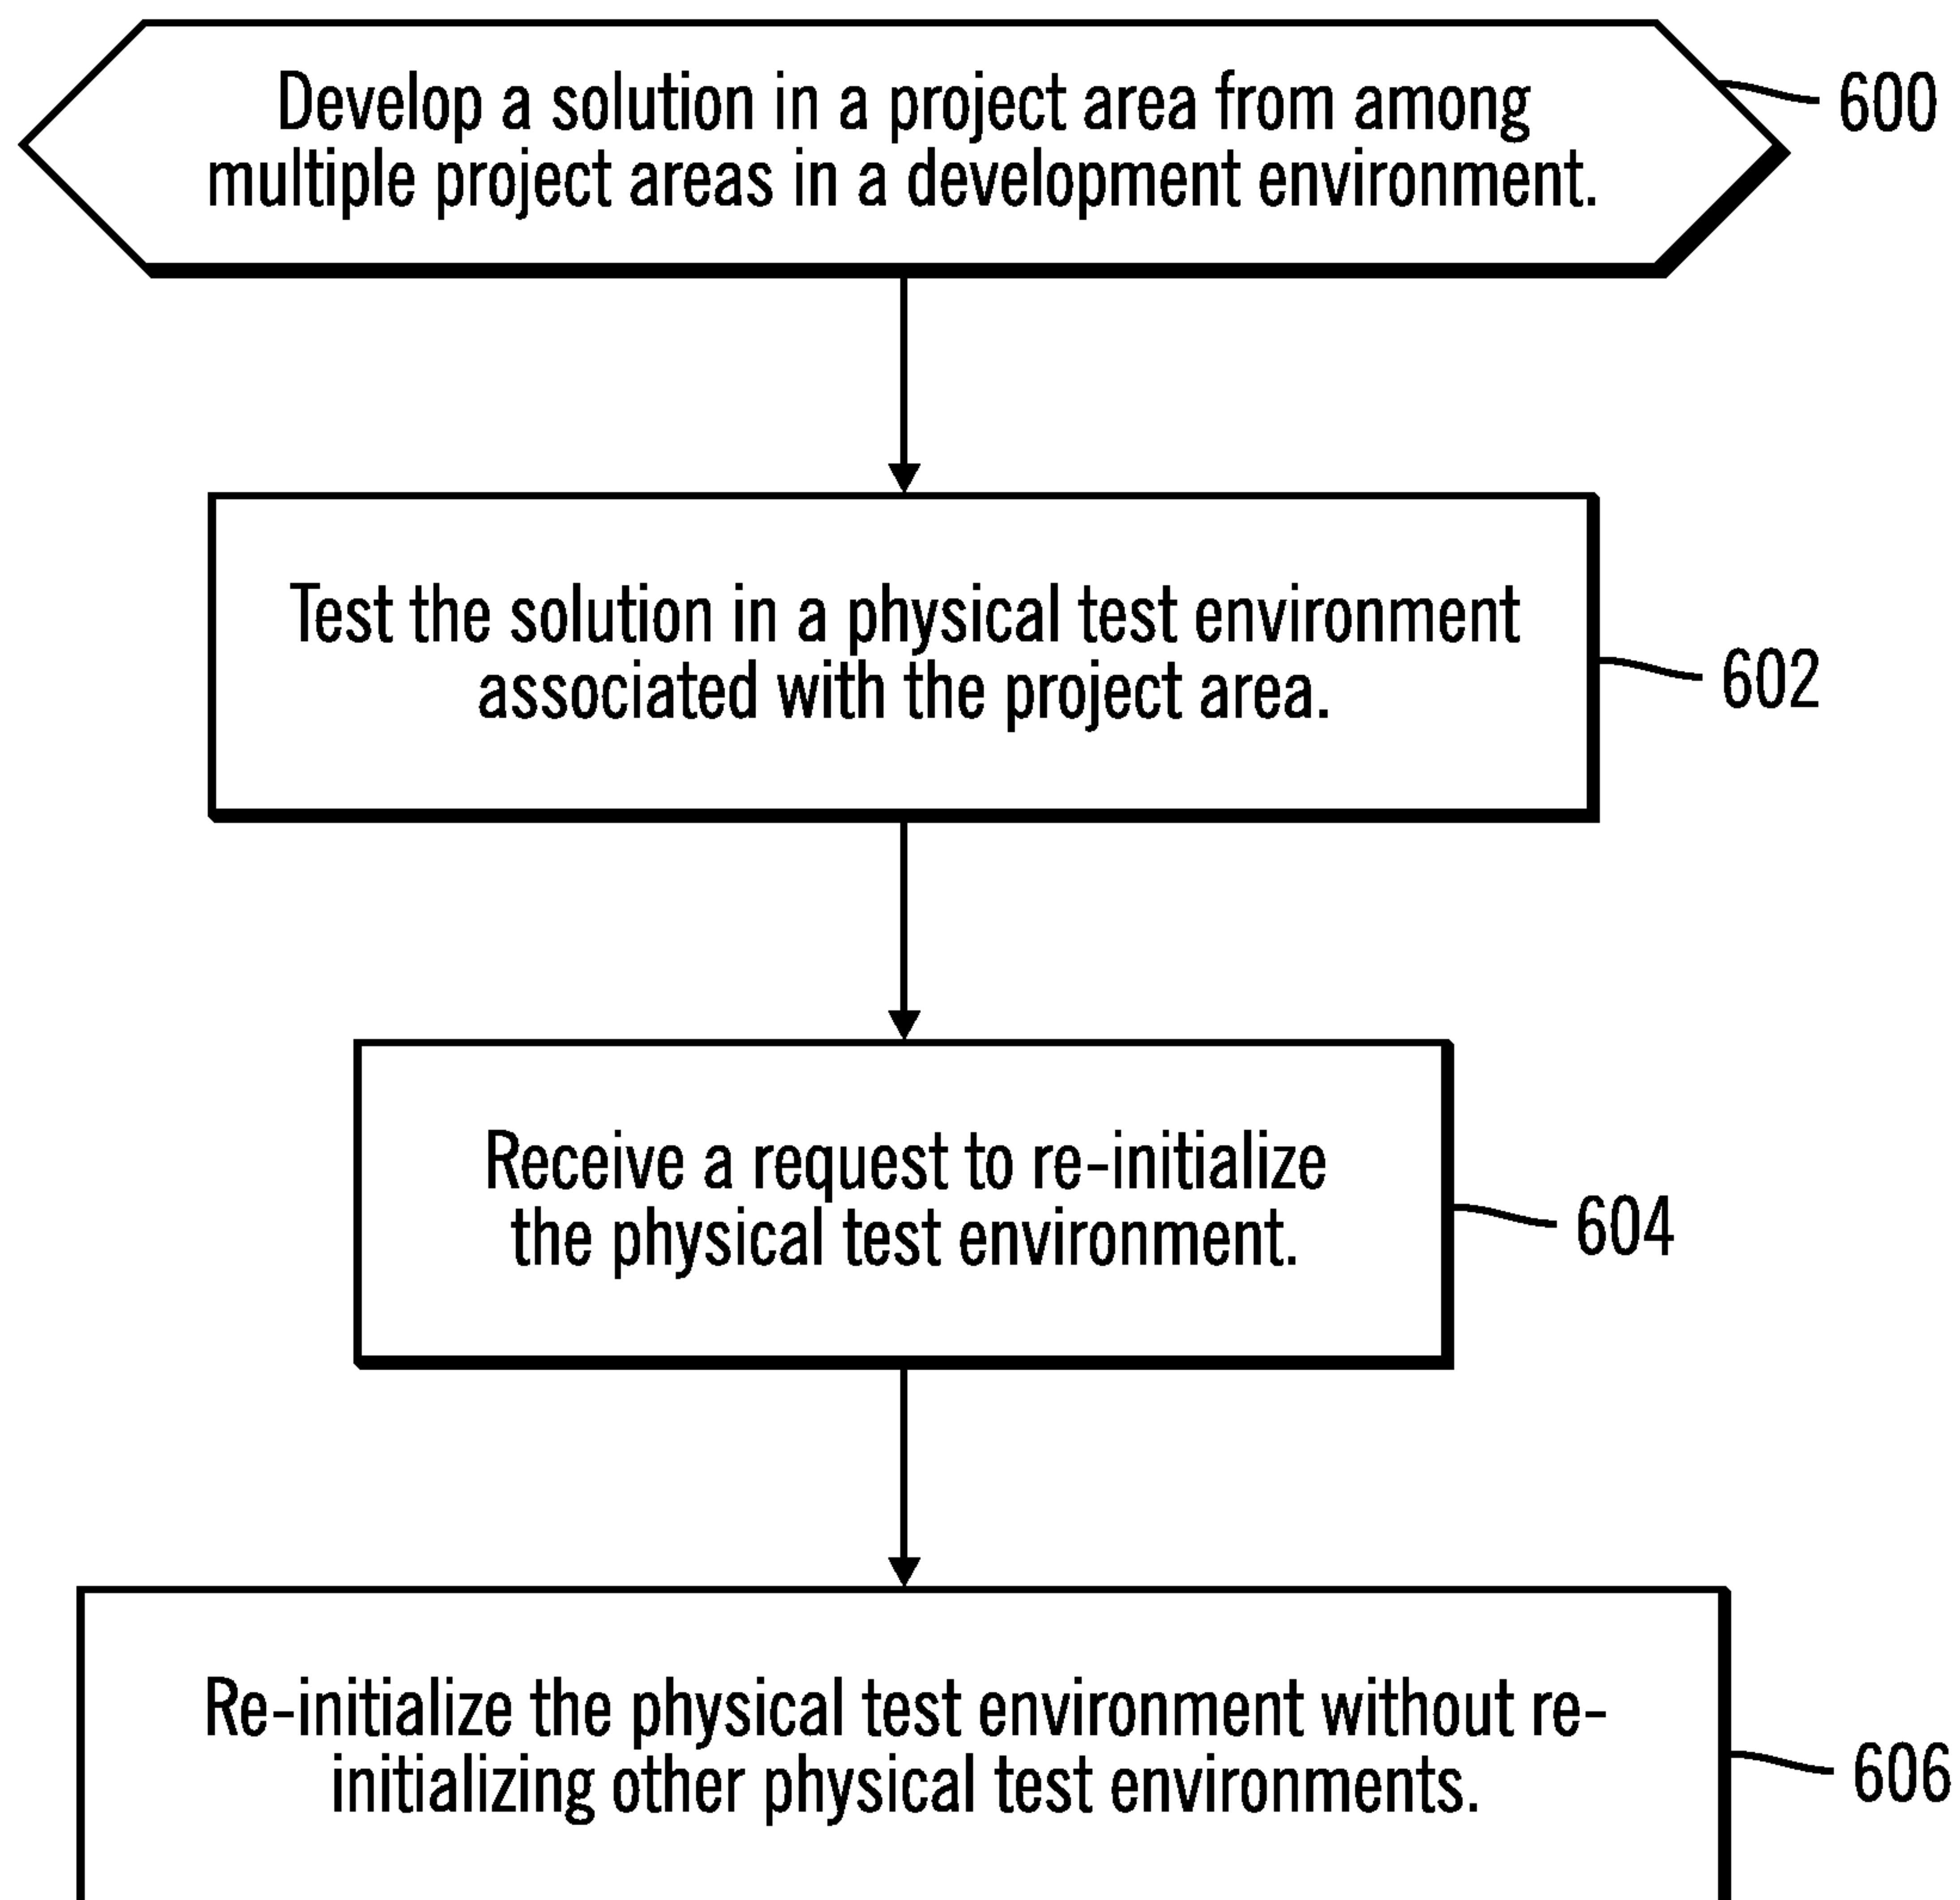 Develop a solution in a project area from among
multiple project areas in a development environment.
600
Test the solution in a physical test environment
associated with the project area.
602
Receive a request to re-initialize
the physical test environment.
604
Re-initialize the physical test environment without re-
initializing other physical test environments.
606